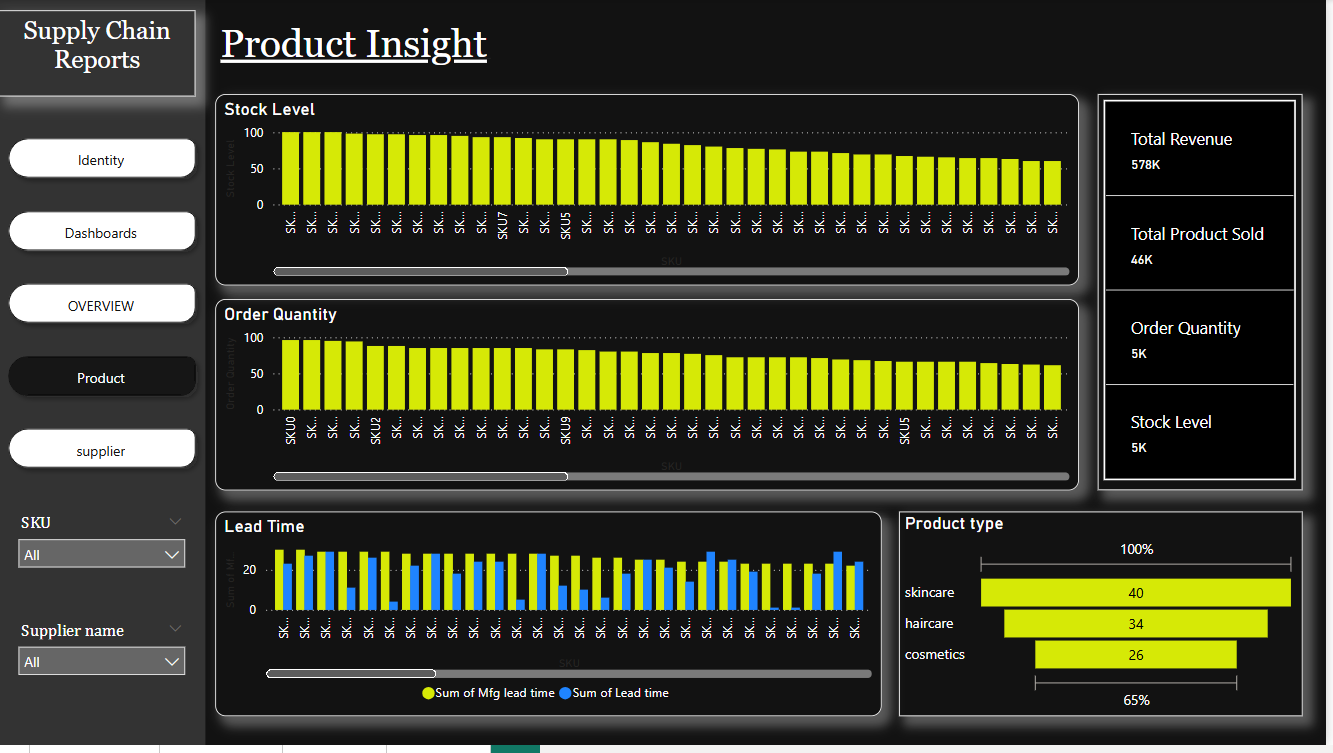 Supply Chain
Reports
Product Insight
Identity
Dashboards
OVERVIEW
Product
supplier
SKU
All
Supplier name
All
Stock Level
Stock Level
100
50
0
SK... SK... SK... SK... SK... SK... SK... SK... SK... SK... SKU7 SK... SK... SKU5 SK... SK... SK... SK... SK... SK... SK... SK... SK... SK... SK... SK... SK... SK... SK... SK... SK... SK... SK... SK... SK... SK... SK...
SKU
Order Quantity
Order Quantity
100
50
0
SKU0 SK... SK... SK... SKU2 SK... SK... SK... SK... SK... SK... SK... SK... SKU9 SK... SK... SK... SK... SK... SK... SK... SK... SK... SK... SK... SK... SK... SK... SK... SKU5 SK... SK... SK... SK... SK... SK... SK...
SKU
Total Revenue
578K
Total Product Sold
46K
Order Quantity
5K
Stock Level
5K
Lead Time
Sum of Mf...
20
0
SK... SK... SK... SK... SK... SK... SK... SK... SK... SK... SK... SK... SK... SK... SK... SK... SK... SK... SK... SK... SK... SK... SK... SK... SK... SK... SK... SK...
SKU
Sum of Mfg lead time Sum of Lead time
Product type
100%
skincare 40
haircare 34
cosmetics 26
65%